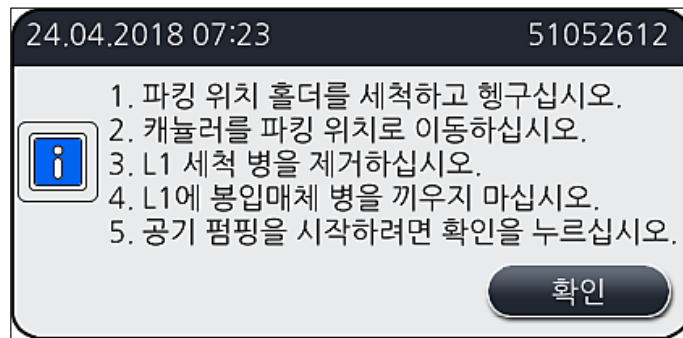 24.04.2018 07:23 51052612
1. 파킹 위치 홀더를 세척하고 헹구십시오.
2. 캐뉼러를 파킹 위치로 이동하십시오.
3. L1 세척 병을 제거하십시오.
4. L1에 봉입매체 병을 끼우지 마십시오.
5. 공기 펌핑을 시작하려면 확인을 누르십시오.
확인